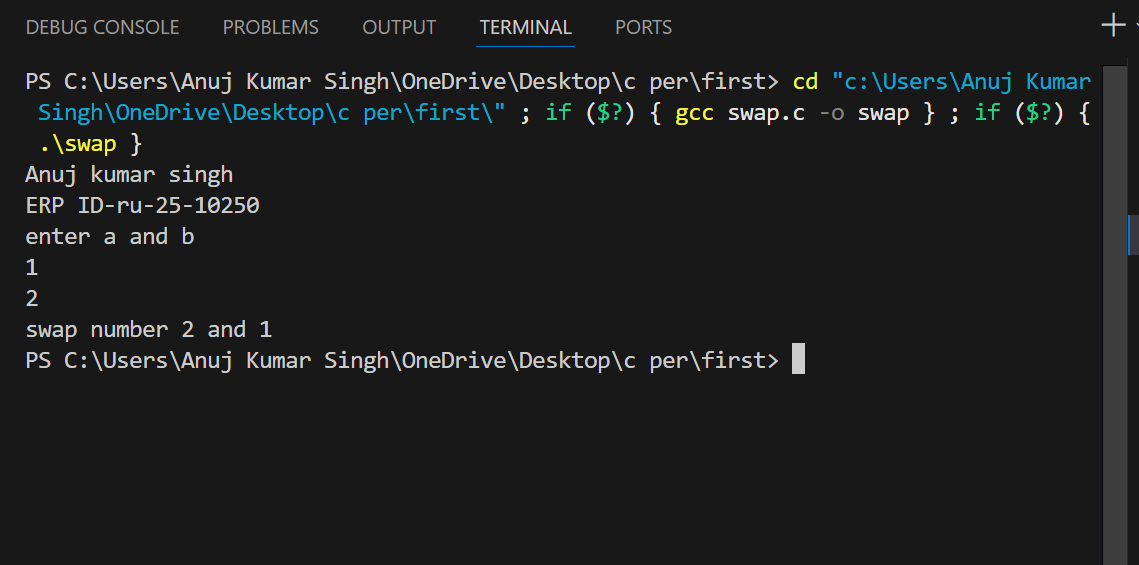 DEBUG CONSOLE PROBLEMS OUTPUT TERMINAL PORTS
PS C:\Users\Anuj Kumar Singh\OneDrive\Desktop\c per\first> cd "c:\Users\Anuj Kumar
Singh\OneDrive\Desktop\c per\first\" ; if ($?) { gcc swap.c -o swap } ; if ($?) {
.\swap }
Anuj kumar singh
ERP ID-ru-25-10250
enter a and b
1
2
swap number 2 and 1
PS C:\Users\Anuj Kumar Singh\OneDrive\Desktop\c per\first>